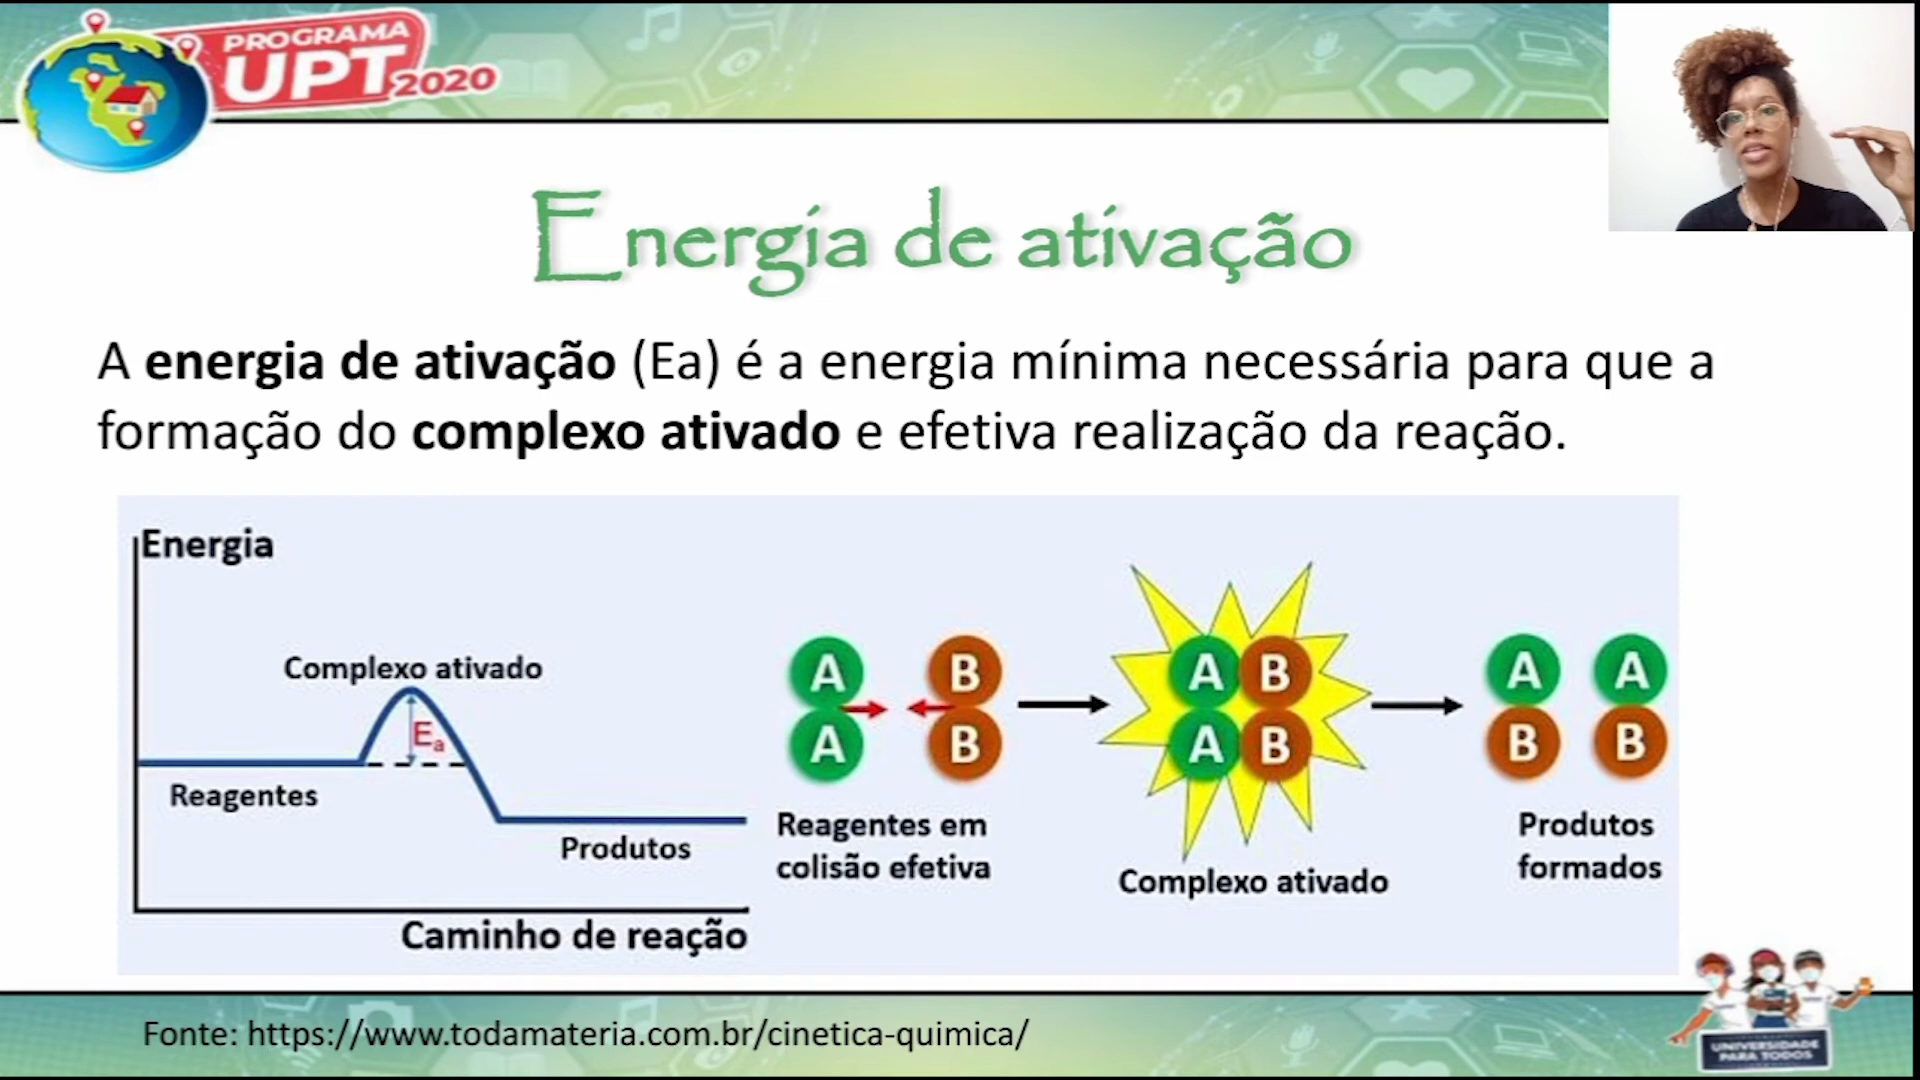 PROGRAMA
UPT 2020
Energia de ativação
A energia de ativação (Ea) é a energia mínima necessária para que a
formação do complexo ativado e efetiva realização da reação.
Energia
Complexo ativado
Ea
Reagentes
Produtos
Caminho de reação
A B
A B
Reagentes em
colisão efetiva
A B
A B
Complexo ativado
A A
B B
Produtos
formados
Fonte: https://www.todamateria.com.br/cinetica-quimica/
UNIVERSIDADE
PARA TODOS